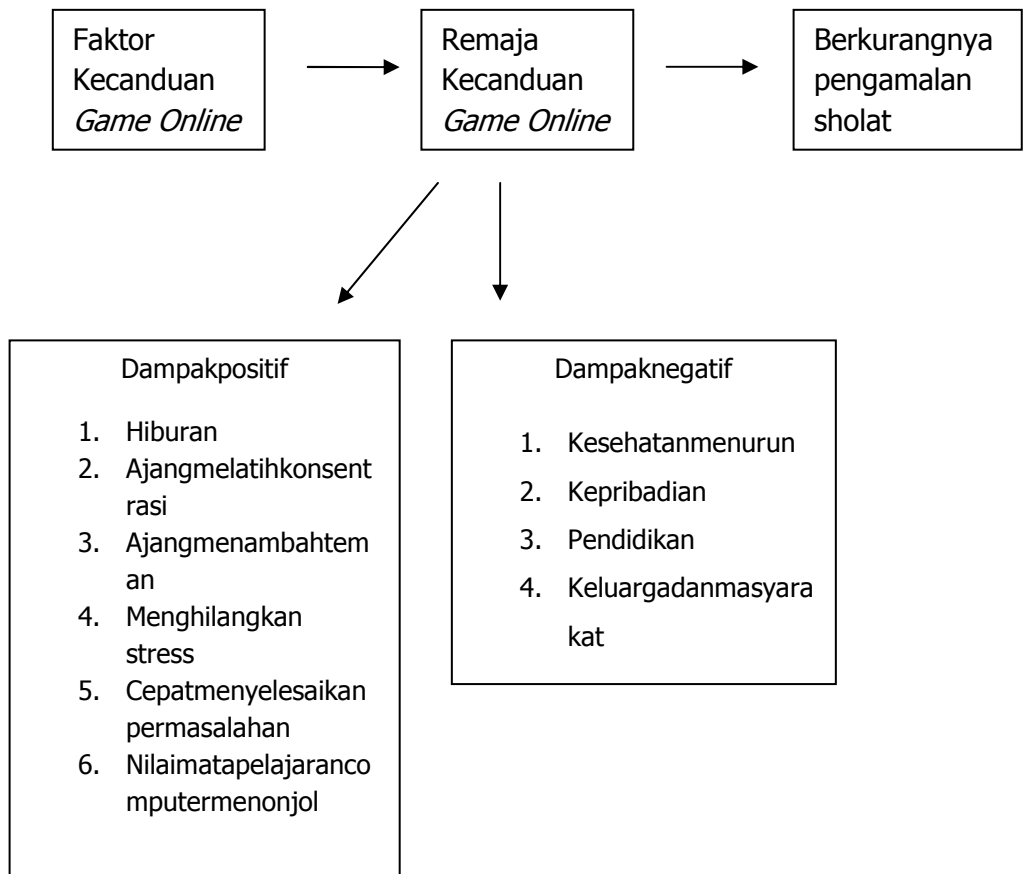 Faktor
Kecanduan
Game Online
Remaja
Kecanduan
Game Online
Berkurangnya
pengamalan
sholat
Dampakpositif
1. Hiburan
2. Ajangmelatihkonsent
rasi
3. Ajangmenambahtem
an
4. Menghilangkan
stress
5. Cepatmenyelesaikan
permasalahan
6. Nilaimatapelajaranco
mputermenonjol
Dampaknegatif
1. Kesehatanmenurun
2. Kepribadian
3. Pendidikan
4. Keluargadanmasyara
kat